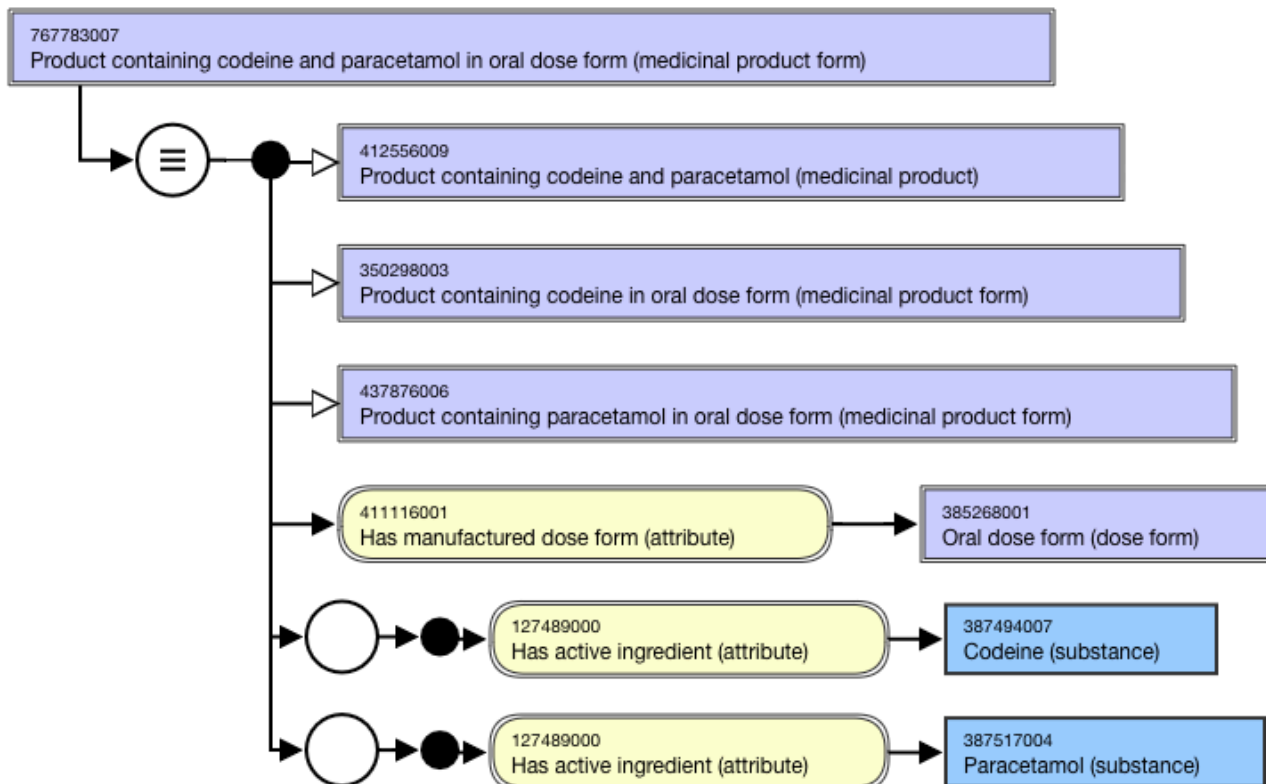 767783007
Product containing codeine and paracetamol in oral dose form (medicinal product form)
412556009
Product containing codeine and paracetamol (medicinal product)
350298003
Product containing codeine in oral dose form (medicinal product form)
437876006
Product containing paracetamol in oral dose form (medicinal product form)
411116001
Has manufactured dose form (attribute)
385268001
Oral dose form (dose form)
127489000
Has active ingredient (attribute)
387494007
Codeine (substance)
127489000
Has active ingredient (attribute)
387517004
Paracetamol (substance)